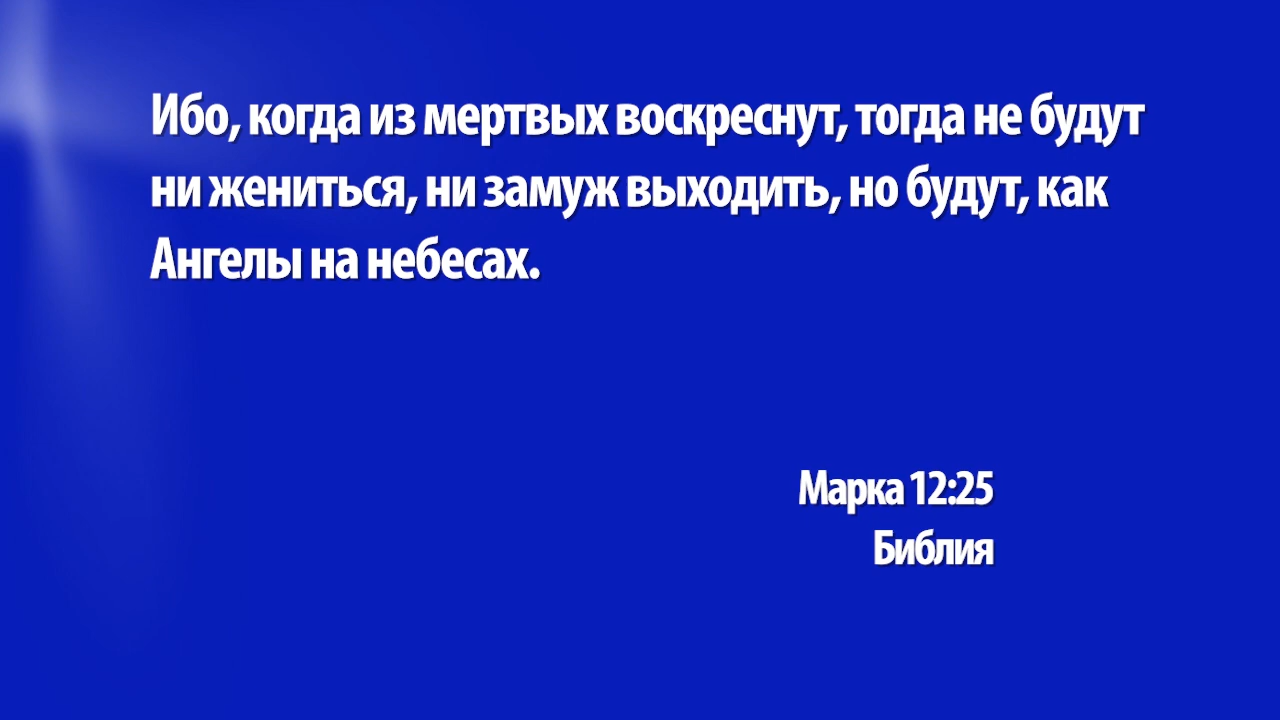 Ибо, когда из мертвых воскреснут, тогда не будут
ни жениться, ни замуж выходить, но будут, как
Ангелы на небесах.
Марка 12:25
Библия